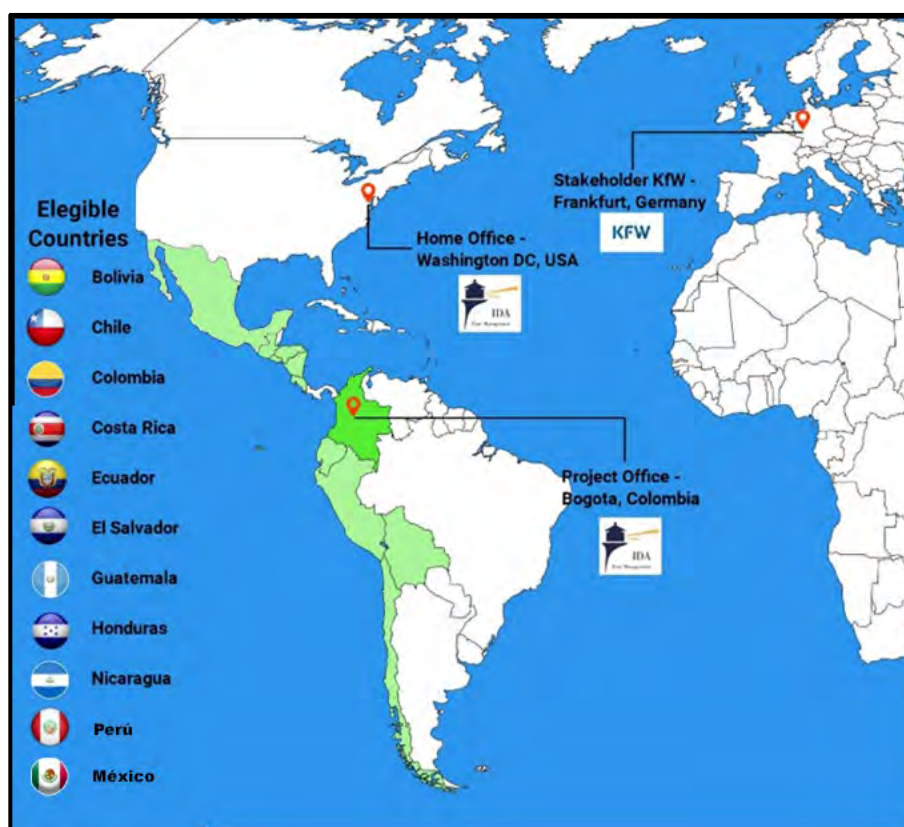 Elegible
Countries
Bolivia
Chile
Colombia
Costa Rica
Ecuador
El Salvador
Guatemala
Honduras
Nicaragua
Perú
México
Home Office -
Washington DC, USA
IDA
Stakeholder KfW -
Frankfurt, Germany
KFW
Project Office -
Bogota, Colombia
IDA